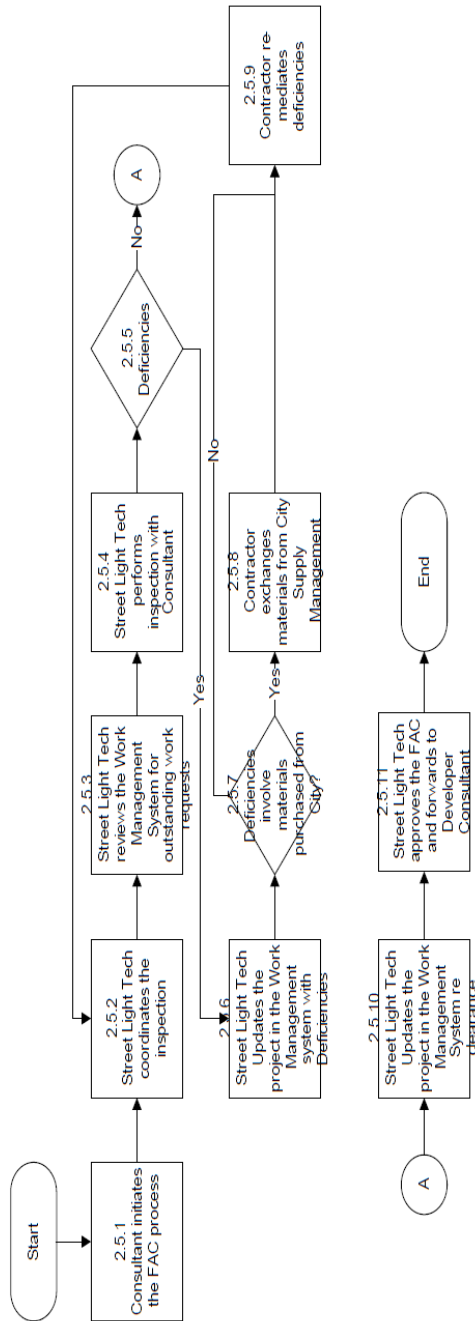 Start
2.5.1
Consultant initiates
the FAC process
2.5.2
Street Light Tech
coordinates the
inspection
2.5.3
Street Light Tech
reviews the Work
Management
System for
outstanding work
requests
2.5.4
Street Light Tech
performs
inspection with
Consultant
2.5.5
Deficiencies
No
A
Yes
2.5.6
Street Light Tech
Updates the
project in the Work
Management
system with
Deficiencies
2.5.7
Deficiencies
involve
materials
purchased from
City?
Yes
No
2.5.8
Contractor
exchanges
materials from City
Supply
Management
2.5.9
Contractor re-
mediates
deficiencies
A
2.5.10
Street Light Tech
Updates the
project in the Work
Management
System re
clearance
2.5.11
Street Light Tech
approves the FAC
and forwards to
Developer
Consultant
End